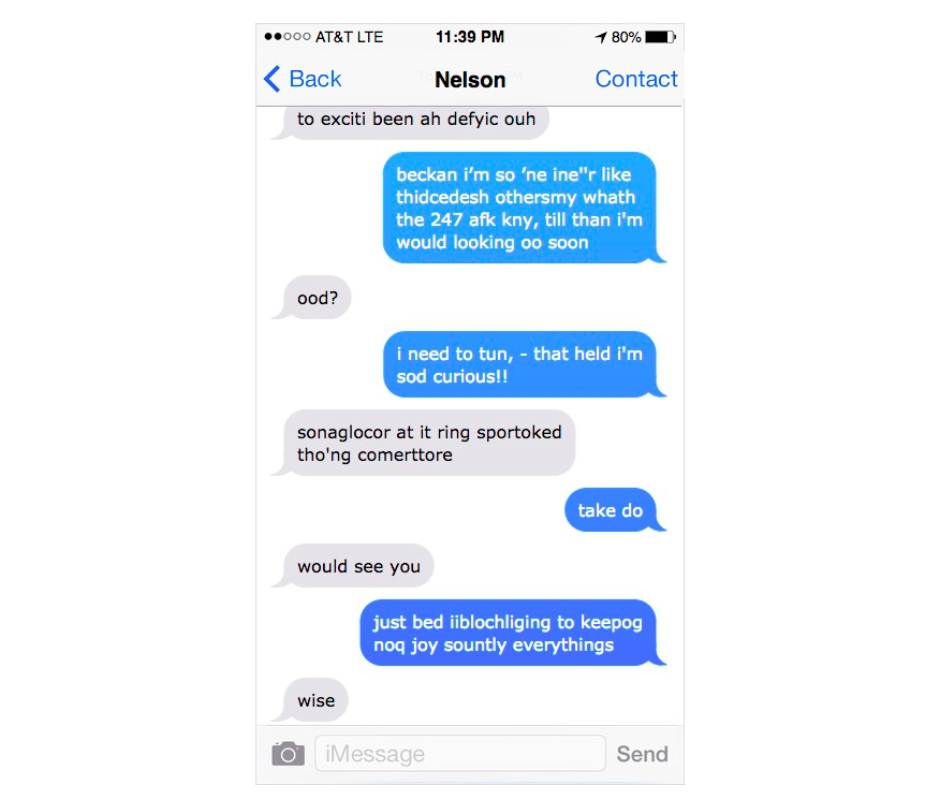 AT&T LTE 11:39 PM 80%
Back Nelson Contact
to exciti been ah defyic ouh
beckan i’m so ’ne ine"r like
thidcedesh othersmy whath
the 247 afk kny, till than i'm
would looking oo soon
ood?
i need to tun, - that held i'm
sod curious!!
sonaglocor at it ring sportoked
tho'ng comerttore
take do
would see you
just bed iiblochliging to keepog
noq joy sountly everythings
wise
iMessage Send